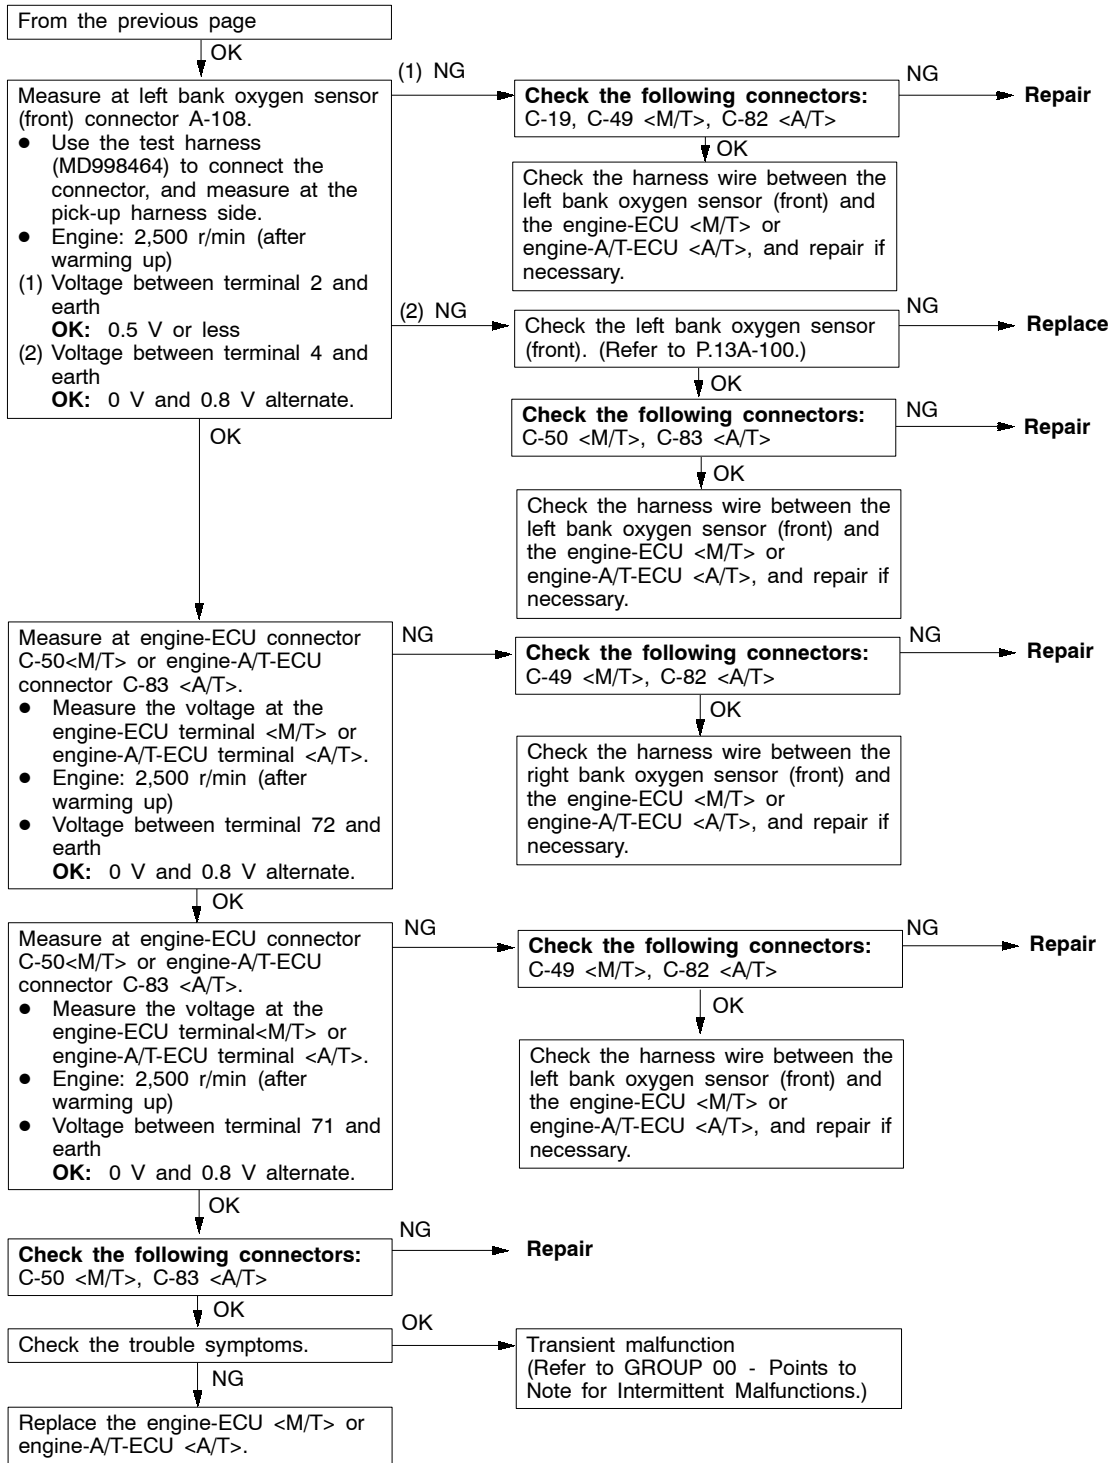 From the previous page
OK
Measure at left bank oxygen sensor
(front) connector A-108.
● Use the test harness
(MD998464) to connect the
connector, and measure at the
pick-up harness side.
● Engine: 2,500 r/min (after
warming up)
(1) Voltage between terminal 2 and
earth
OK: 0.5 V or less
(2) Voltage between terminal 4 and
earth
OK: 0 V and 0.8 V alternate.
(1) NG
Check the following connectors:
C-19, C-49 <M/T>, C-82 <A/T>
NG
Repair
OK
Check the harness wire between the
left bank oxygen sensor (front) and
the engine-ECU <M/T> or
engine-A/T-ECU <A/T>, and repair if
necessary.
(2) NG
Check the left bank oxygen sensor
(front). (Refer to P.13A-100.)
NG
Replace
OK
Check the following connectors:
C-50 <M/T>, C-83 <A/T>
NG
Repair
OK
Check the harness wire between the
left bank oxygen sensor (front) and
the engine-ECU <M/T> or
engine-A/T-ECU <A/T>, and repair if
necessary.
OK
Measure at engine-ECU connector
C-50<M/T> or engine-A/T-ECU
connector C-83 <A/T>.
● Measure the voltage at the
engine-ECU terminal <M/T> or
engine-A/T-ECU terminal <A/T>.
● Engine: 2,500 r/min (after
warming up)
● Voltage between terminal 72 and
earth
OK: 0 V and 0.8 V alternate.
NG
Check the following connectors:
C-49 <M/T>, C-82 <A/T>
NG
Repair
OK
Check the harness wire between the
right bank oxygen sensor (front) and
the engine-ECU <M/T> or
engine-A/T-ECU <A/T>, and repair if
necessary.
OK
Measure at engine-ECU connector
C-50<M/T> or engine-A/T-ECU
connector C-83 <A/T>.
● Measure the voltage at the
engine-ECU terminal<M/T> or
engine-A/T-ECU terminal <A/T>.
● Engine: 2,500 r/min (after
warming up)
● Voltage between terminal 71 and
earth
OK: 0 V and 0.8 V alternate.
NG
Check the following connectors:
C-49 <M/T>, C-82 <A/T>
NG
Repair
OK
Check the harness wire between the
left bank oxygen sensor (front) and
the engine-ECU <M/T> or
engine-A/T-ECU <A/T>, and repair if
necessary.
OK
Check the following connectors:
C-50 <M/T>, C-83 <A/T>
NG
Repair
OK
Check the trouble symptoms.
OK
Transient malfunction
(Refer to GROUP 00 - Points to
Note for Intermittent Malfunctions.)
NG
Replace the engine-ECU <M/T> or
engine-A/T-ECU <A/T>.